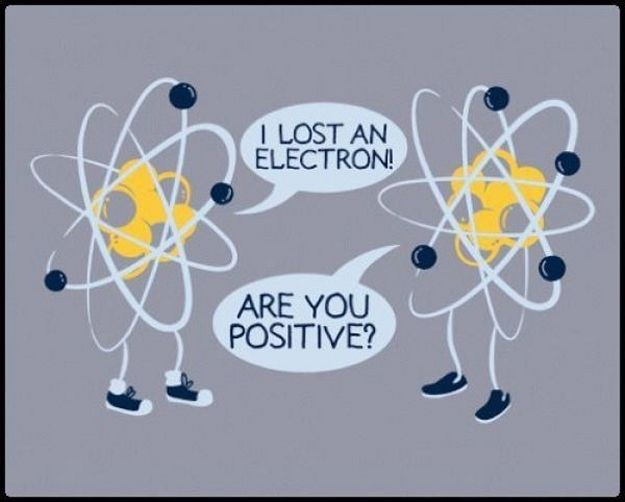 I LOST AN
ELECTRON!
ARE YOU
POSITIVE?